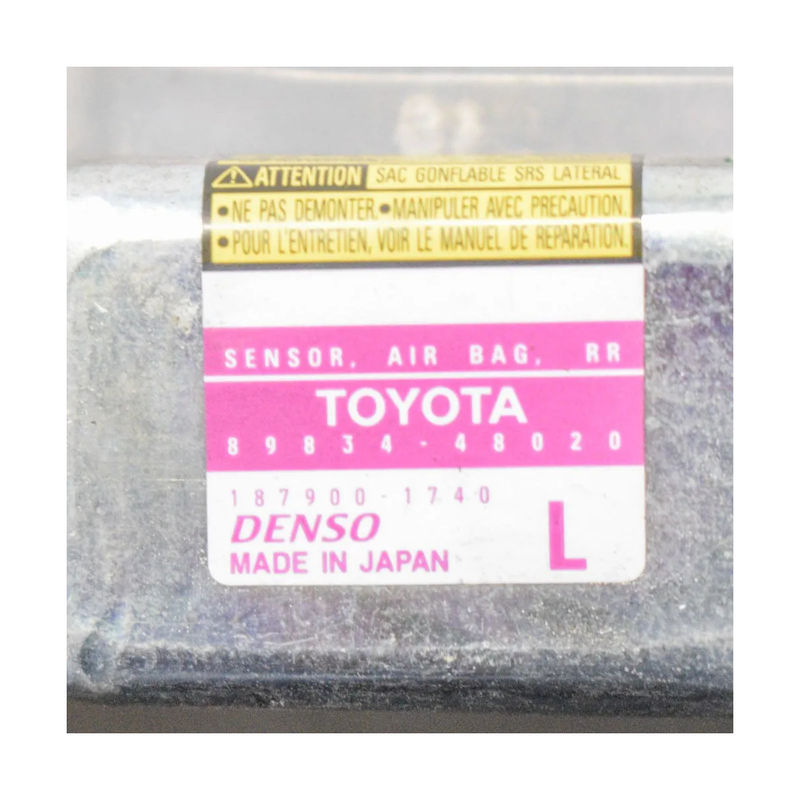 ATTENTION SAC GONFLABLE SRS LATERAL
•NE PAS DEMONTER.•MANIPULER AVEC PRECAUTION.
•POUR L'ENTRETIEN, VOIR LE MANUEL DE REPARATION.
SENSOR, AIR BAG, RR
TOYOTA
89834-48020
187900-1740
DENSO
MADE IN JAPAN
L